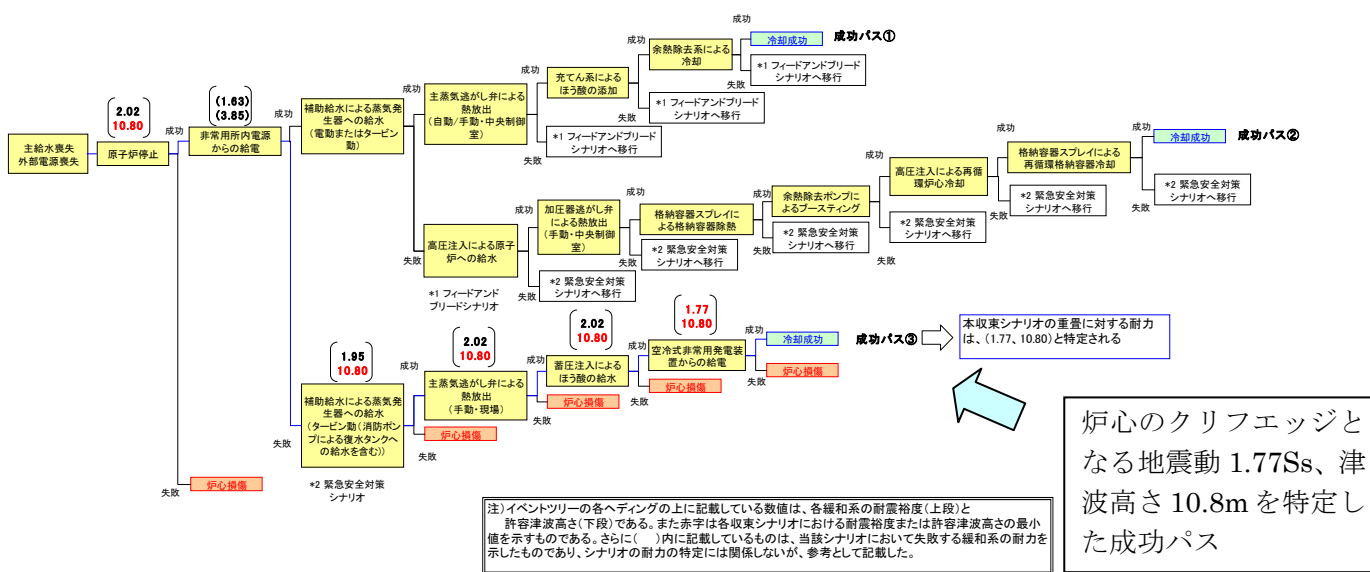 主給水喪失
外部電源喪失
2.02
10.80
原子炉停止
成功
失敗
炉心損傷
(1.63)
(3.85)
非常用所内電源
からの給電
成功
失敗
補助給水による蒸気発
生器への給水
(電動またはタービン
動)
成功
失敗
主蒸気逃がし弁による
熱放出
(自動/手動・中央制御
室)
成功
失敗
*1 フィードアンドブリード
シナリオへ移行
充てん系による
ほう酸の添加
成功
失敗
*1 フィードアンドブリード
シナリオへ移行
余熱除去系による
冷却
成功
失敗
*1 フィードアンドブリード
シナリオへ移行
冷却成功
成功パス①
高圧注入による原子
炉への給水
*1 フィードアンド
ブリードシナリオ
成功
失敗
*2 緊急安全対策
シナリオへ移行
加圧器逃がし弁
による熱放出
(手動・中央制御
室)
成功
失敗
*2 緊急安全対策
シナリオへ移行
格納容器スプレイに
よる格納容器除熱
成功
失敗
*2 緊急安全対策
シナリオへ移行
余熱除去ポンプに
よるブースティング
成功
失敗
*2 緊急安全対策
シナリオへ移行
高圧注入による再循
環炉心冷却
成功
失敗
*2 緊急安全対策
シナリオへ移行
格納容器スプレイによる
再循環格納容器冷却
成功
失敗
*2 緊急安全対策
シナリオへ移行
冷却成功
成功パス②
1.95
10.80
補助給水による蒸気発
生器への給水
(タービン動(消防ポン
プによる復水タンクへ
の給水を含む))
*2 緊急安全対策
シナリオ
成功
失敗
炉心損傷
2.02
10.80
主蒸気逃がし弁による
熱放出
(手動・現場)
成功
失敗
炉心損傷
2.02
10.80
蓄圧注入による
ほう酸の給水
成功
失敗
炉心損傷
1.77
10.80
空冷式非常用発電装
置からの給電
成功
失敗
炉心損傷
冷却成功
成功パス③
本収束シナリオの重畳に対する耐力
は、(1.77、10.80)と特定される
炉心のクリフエッジと
なる地震動 1.77Ss、津
波高さ 10.8m を特定し
た成功パス
注)イベントツリーの各ヘディングの上に記載している数値は、各緩和系の耐震裕度(上段)と
許容津波高さ(下段)である。また赤字は各収束シナリオにおける耐震裕度または許容津波高さの最小
値を示すものである。さらに( )内に記載しているものは、当該シナリオにおいて失敗する緩和系の耐力を
示したものであり、シナリオの耐力の特定には関係しないが、参考として記載した。